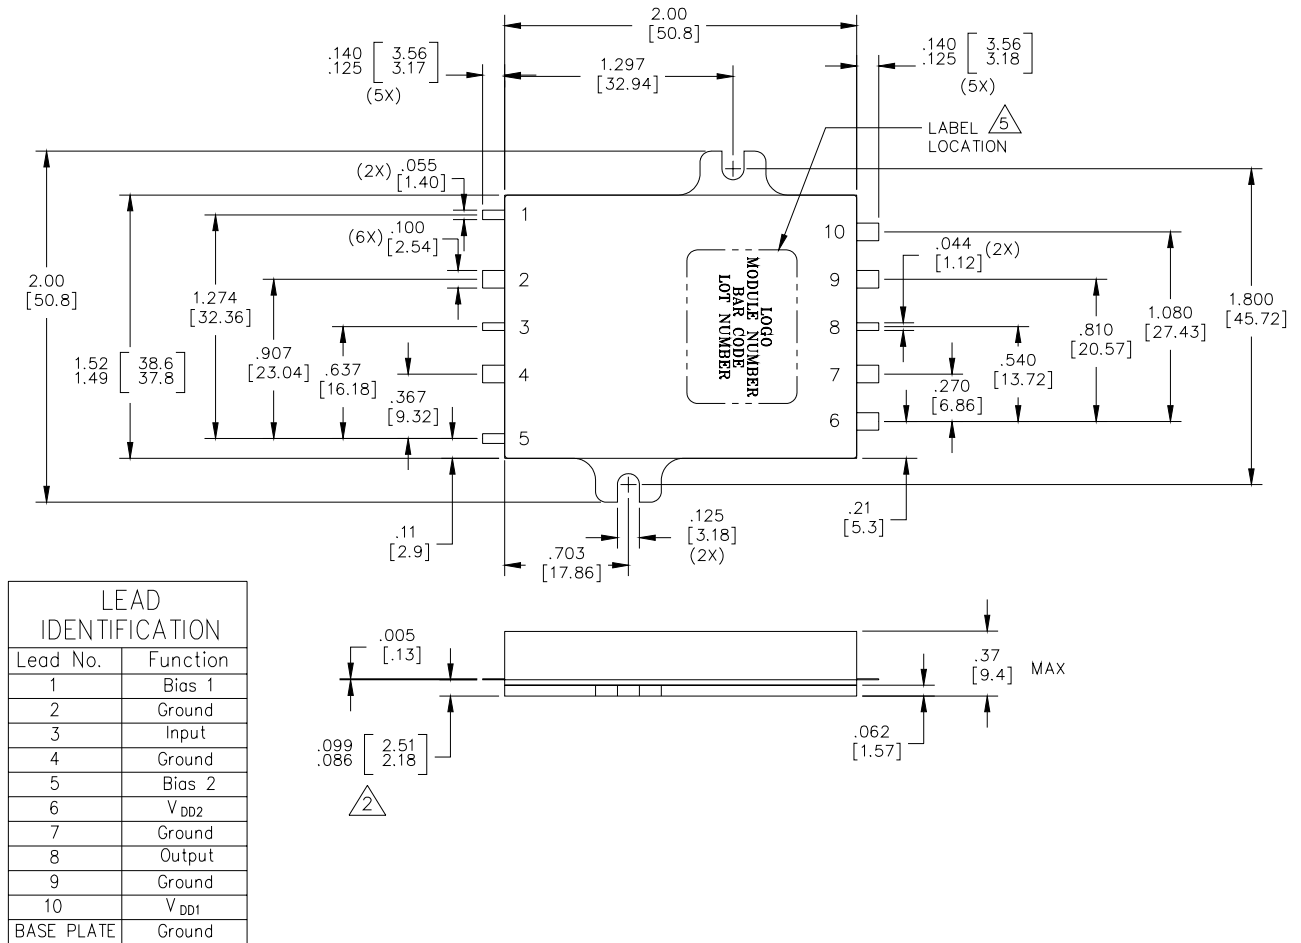 2.00
[50.8]
.140 [ 3.56
.125 3.17 ]
(5X)
1.297
[32.94]
.140 [ 3.56
.125 3.18 ]
(5X)
LABEL 5
LOCATION
(2X) .055
[1.40]
(6X) .100
[2.54]
2.00
[50.8]
1.274
[32.36]
1.52 [ 38.6
1.49 37.8 ]
.907
[23.04]
.637
[16.18]
.367
[9.32]
1
2
3
4
5
10
9
8
7
6
LOGO
MODULE NUMBER
BAR CODE
LOT NUMBER
.044 (2X)
[1.12]
1.800
[45.72]
1.080
[27.43]
.810
[20.57]
.540
[13.72]
.270
[6.86]
.11
[2.9]
.125
[3.18]
(2X)
.21
[5.3]
.703
[17.86]
LEAD
IDENTIFICATION
Lead No. Function
1 Bias 1
2 Ground
3 Input
4 Ground
5 Bias 2
6 VDD2
7 Ground
8 Output
9 Ground
10 VDD1
BASE PLATE Ground
.005
[.13]
.37
[9.4] MAX
.099 [ 2.51
.086 2.18 ]
2
.062
[1.57]